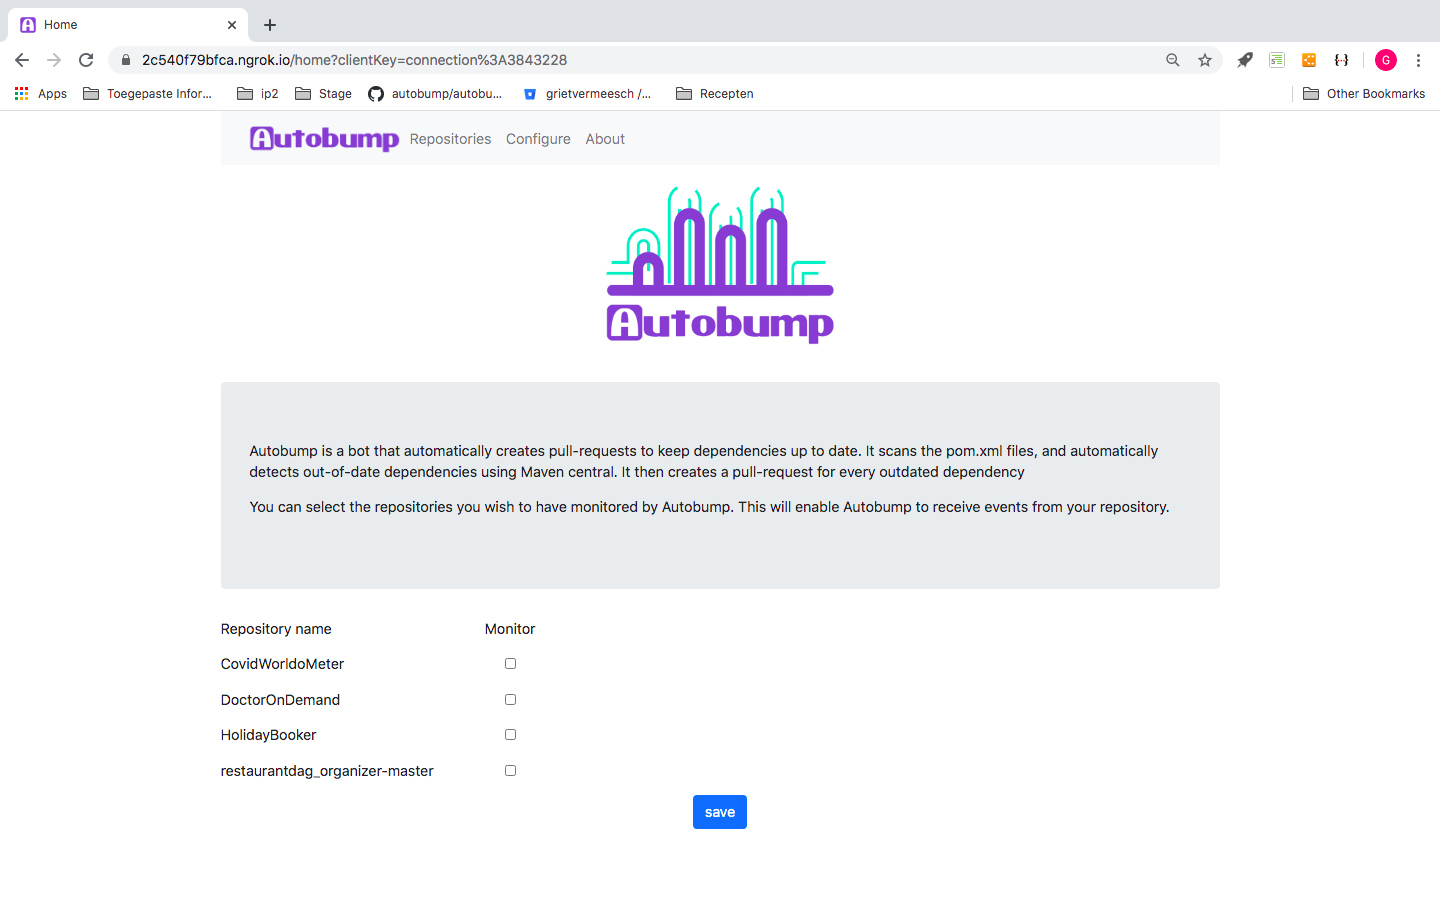 Home
2c540f79bfca.ngrok.io/home?clientKey=connection%3A3843228
G
Apps
Toegepaste Infor...
ip2
Stage
autobump/autobu...
grietvermeesch /...
Recepten
Other Bookmarks
Autobump Repositories Configure About
Autobump
Autobump is a bot that automatically creates pull-requests to keep dependencies up to date. It scans the pom.xml files, and automatically
detects out-of-date dependencies using Maven central. It then creates a pull-request for every outdated dependency
You can select the repositories you wish to have monitored by Autobump. This will enable Autobump to receive events from your repository.
Repository name Monitor
CovidWorldoMeter
DoctorOnDemand
HolidayBooker
restaurantdag_organizer-master
save